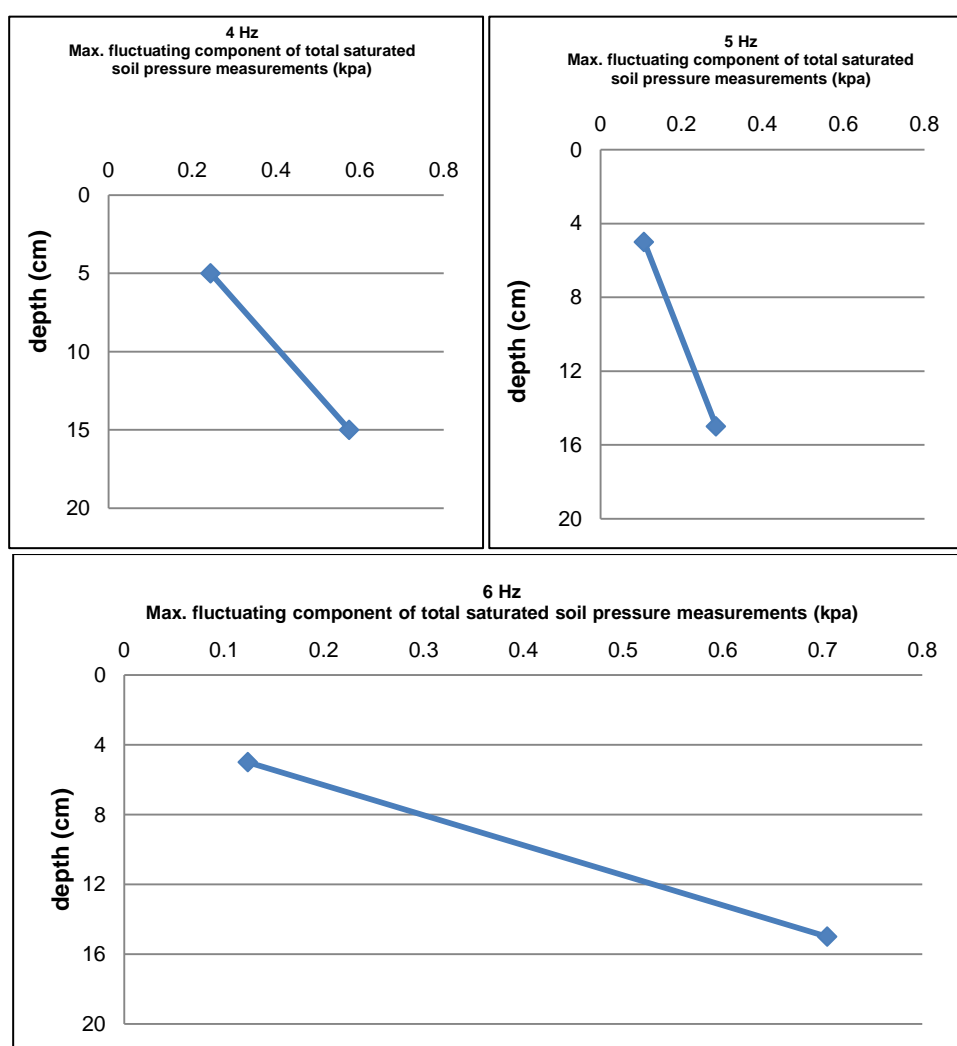 4 Hz
Max. fluctuating component of total saturated
soil pressure measurements (kpa)
0 0.2 0.4 0.6 0.8
0
5
10
15
20
depth (cm)
5 Hz
Max. fluctuating component of total saturated
soil pressure measurements (kpa)
0 0.2 0.4 0.6 0.8
0
4
8
12
16
20
depth (cm)
6 Hz
Max. fluctuating component of total saturated soil pressure measurements (kpa)
0 0.1 0.2 0.3 0.4 0.5 0.6 0.7 0.8
0
4
8
12
16
20
depth (cm)